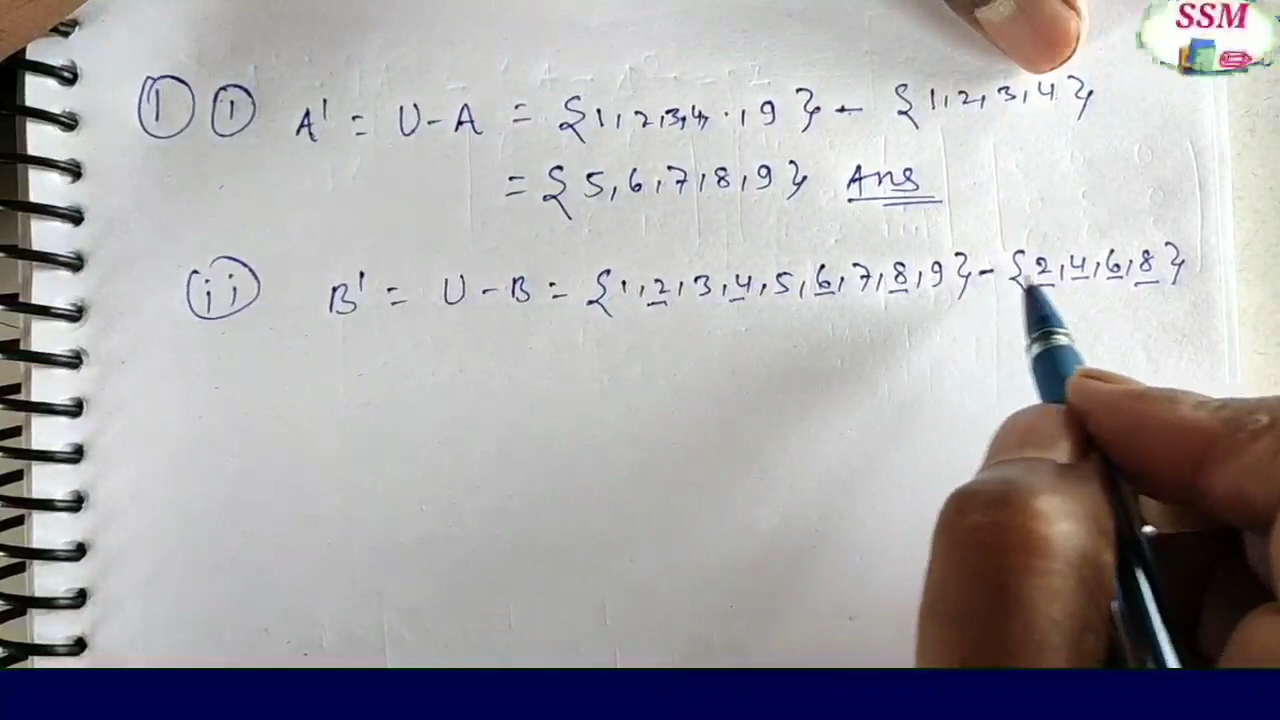 SSM
① ① A' = U - A = {1, 2, 3, 4, . , 9} - {1, 2, 3, 4}
= {5, 6, 7, 8, 9} Ans
(ii) B' = U - B = {1, 2, 3, 4, 5, 6, 7, 8, 9} - {2, 4, 6, 8}